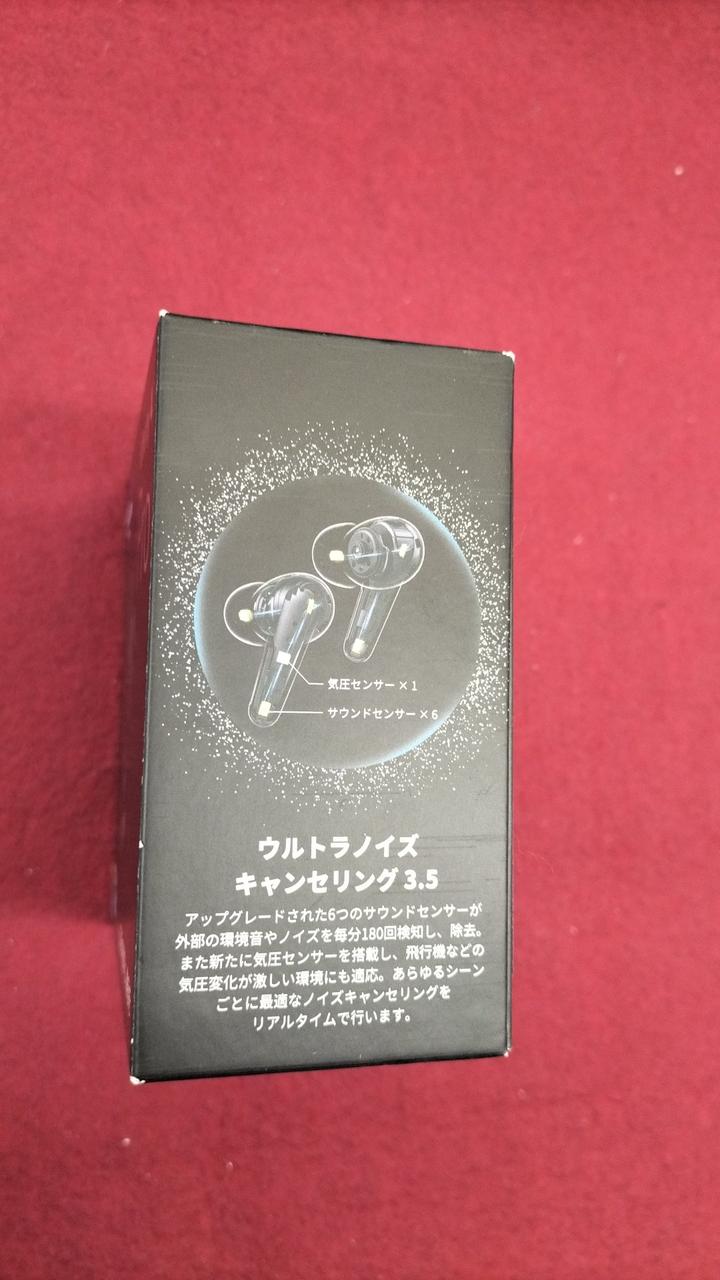 気圧センサー × 1
サウンドセンサー × 6
ウルトラノイズ
キャンセリング 3.5
アップグレードされた6つのサウンドセンサーが
外部の環境音やノイズを毎分180回検知し、除去。
また新たに気圧センサーを搭載し、飛行機などの
気圧変化が激しい環境にも適応。あらゆるシーン
ごとに最適なノイズキャンセリングを
リアルタイムで行います。